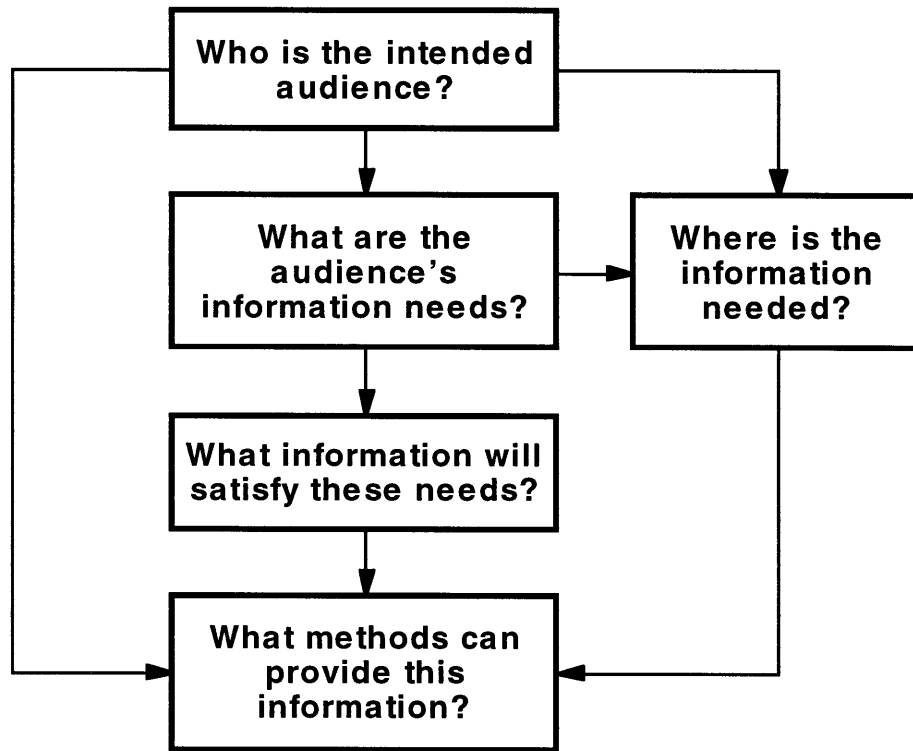 Who is the intended
audience?
What are the
audience’s
information needs?
Where is the
information
needed?
What information will
satisfy these needs?
What methods can
provide this
information?